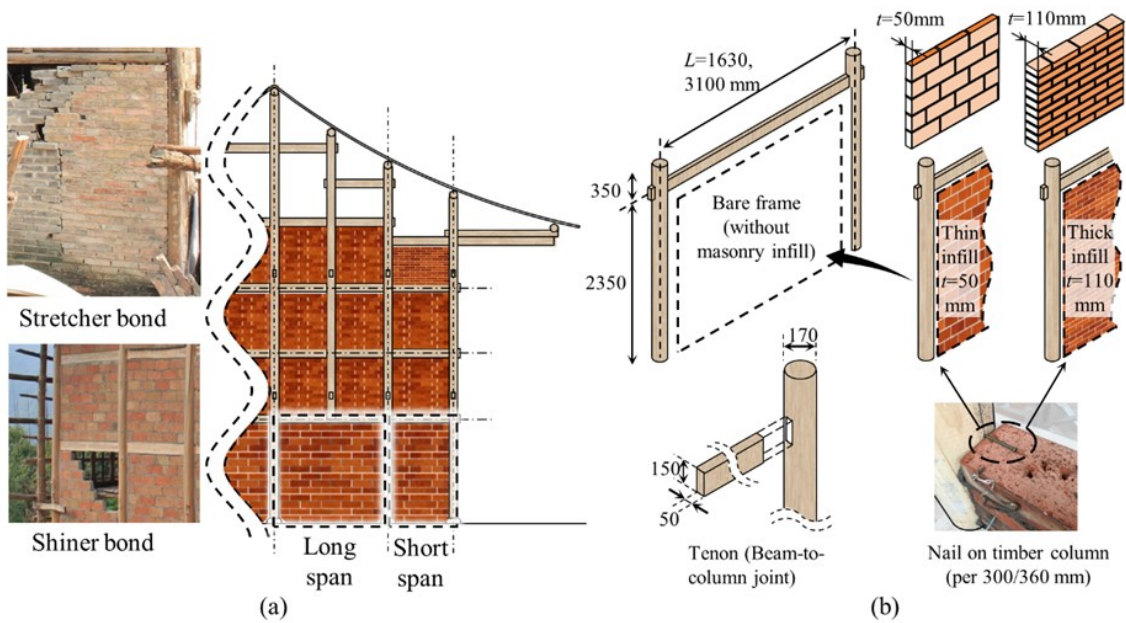 Stretcher bond
Shiner bond
Long
span
Short
span
(a)
L=1630,
3100 mm
350
2350
Bare frame
(without
masonry infill)
t=50mm
t=110mm
Thin
infill
t=50
mm
Thick
infill
t=110
mm
170
150
50
Tenon (Beam-to-
column joint)
Nail on timber column
(per 300/360 mm)
(b)